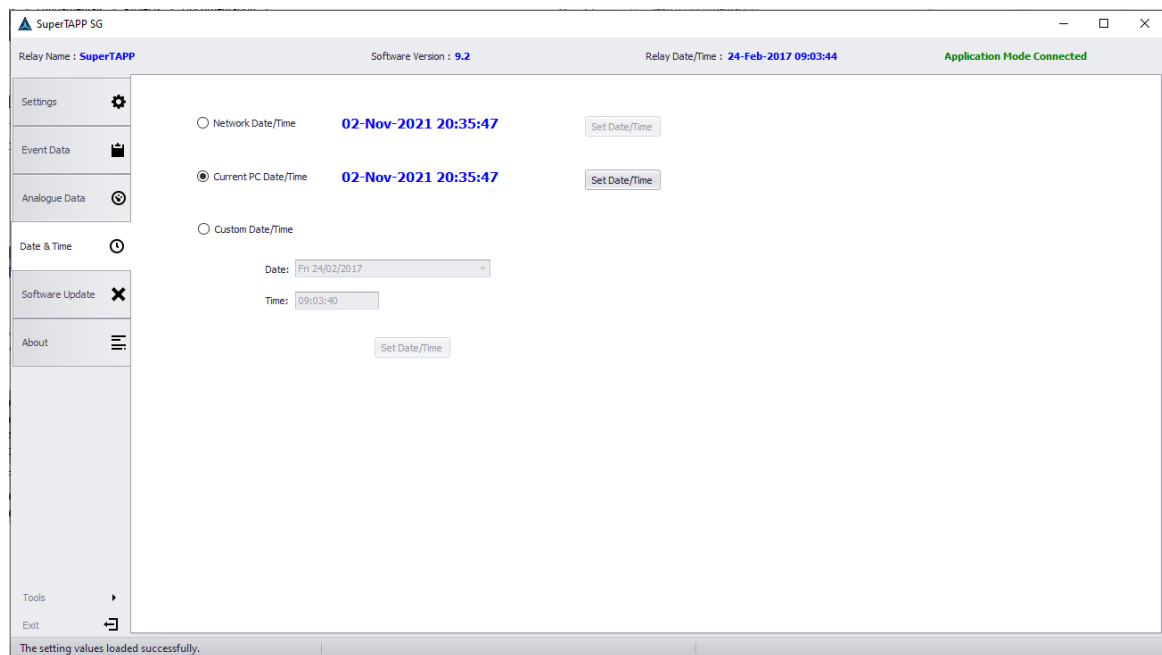 SuperTAPP SG
Relay Name : SuperTAPP Software Version : 9.2 Relay Date/Time : 24-Feb-2017 09:03:44 Application Mode Connected
Settings
Event Data
Analogue Data
Date & Time
Software Update
About
Tools
Exit
Network Date/Time 02-Nov-2021 20:35:47 Set Date/Time
Current PC Date/Time 02-Nov-2021 20:35:47 Set Date/Time
Custom Date/Time
Date: Fri 24/02/2017
Time: 09:03:40
Set Date/Time
The setting values loaded successfully.